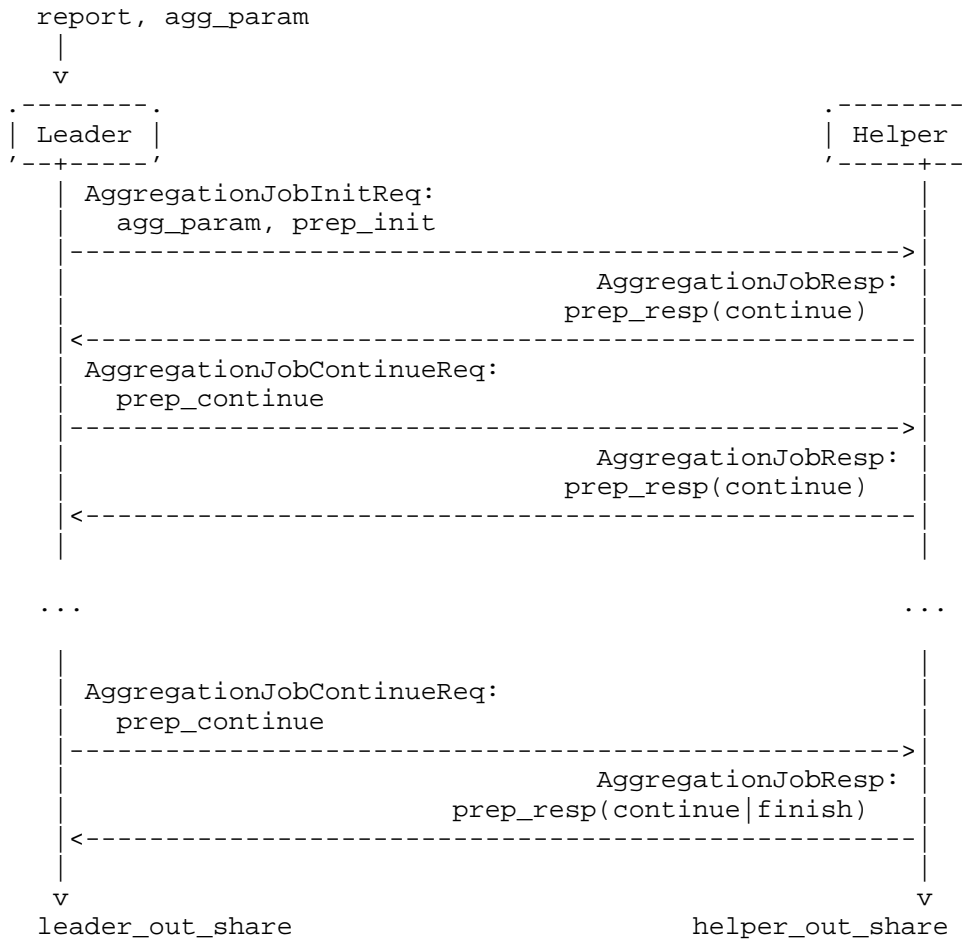 report, agg_param
|
v
.--------.                                         .--------
| Leader |                                         | Helper
'--+-----'                                         '-----+--
| AggregationJobInitReq:                              |
|   agg_param, prep_init                              |
|---------------------------------------------------->|
|                                 AggregationJobResp: |
|                               prep_resp(continue)   |
|<----------------------------------------------------|
| AggregationJobContinueReq:                          |
|   prep_continue                                     |
|---------------------------------------------------->|
|                                 AggregationJobResp: |
|                               prep_resp(continue)   |
|<----------------------------------------------------|
|                                                     |
...                                                   ...
|                                                     |
| AggregationJobContinueReq:                          |
|   prep_continue                                     |
|---------------------------------------------------->|
|                                 AggregationJobResp: |
|                        prep_resp(continue|finish)   |
|<----------------------------------------------------|
|                                                     |
v                                                     v
leader_out_share                         helper_out_share